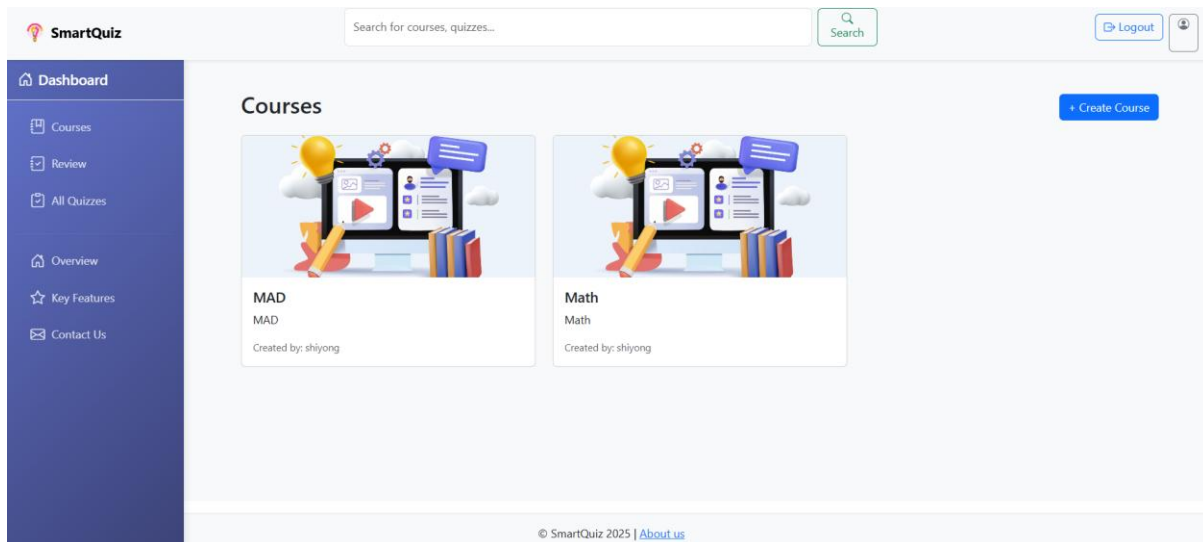 SmartQuiz
Search for courses, quizzes...
Search
Logout
Dashboard
Courses
Review
All Quizzes
Overview
Key Features
Contact Us
Courses
+ Create Course
MAD
MAD
Created by: shiyong
Math
Math
Created by: shiyong
© SmartQuiz 2025 | About us